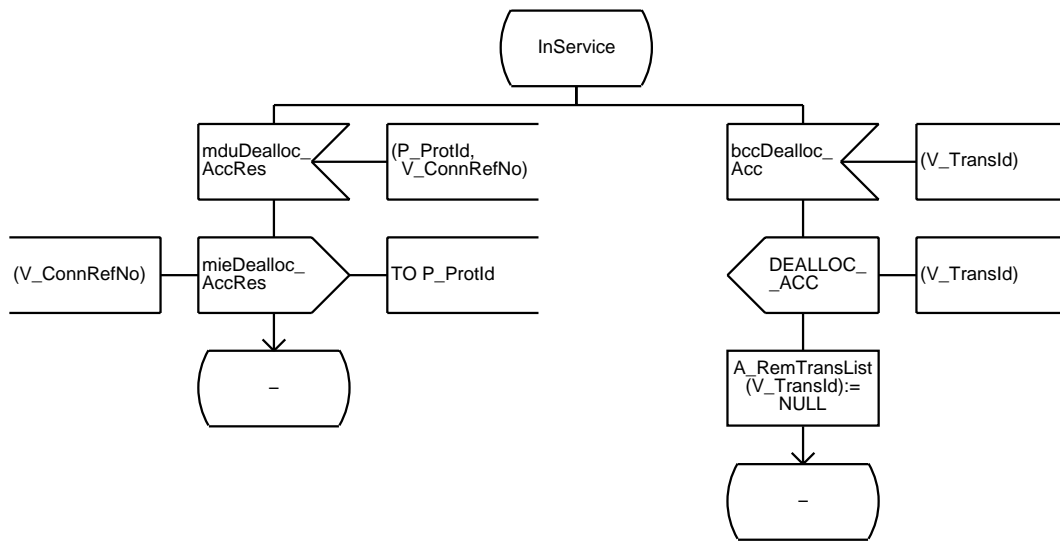 InService
mduDealloc_
AccRes
(P_ProtId,
V_ConnRefNo)
bccDealloc_
Acc
(V_TransId)
(V_ConnRefNo)
mieDealloc_
AccRes
TO P_ProtId
DEALLOC_
_ACC
(V_TransId)
–
A_RemTransList
(V_TransId):=
NULL
–